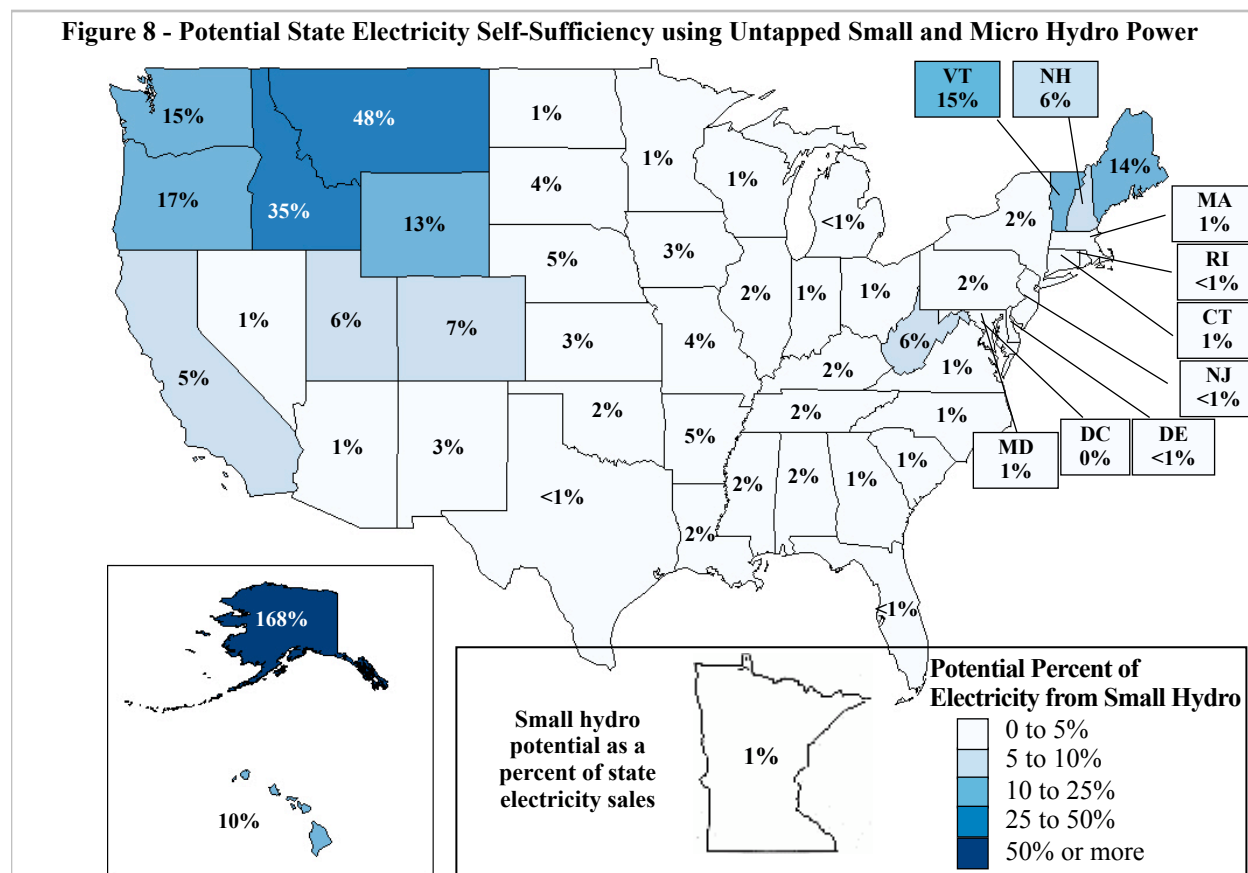 Figure 8 - Potential State Electricity Self-Sufficiency using Untapped Small and Micro Hydro Power
VT
15%
NH
6%
15%
48%
1%
1%
1%
14%
17%
35%
13%
4%
<1%
2%
MA
1%
5%
3%
RI
<1%
1%
6%
7%
3%
2%
1%
1%
2%
CT
1%
5%
4%
6%
2%
1%
NJ
<1%
1%
3%
2%
5%
2%
1%
MD
1%
DC
0%
DE
<1%
<1%
2%
2%
2%
1%
1%
<1%
168%
10%
Small hydro
potential as a
percent of state
electricity sales
1%
Potential Percent of
Electricity from Small Hydro
0 to 5%
5 to 10%
10 to 25%
25 to 50%
50% or more